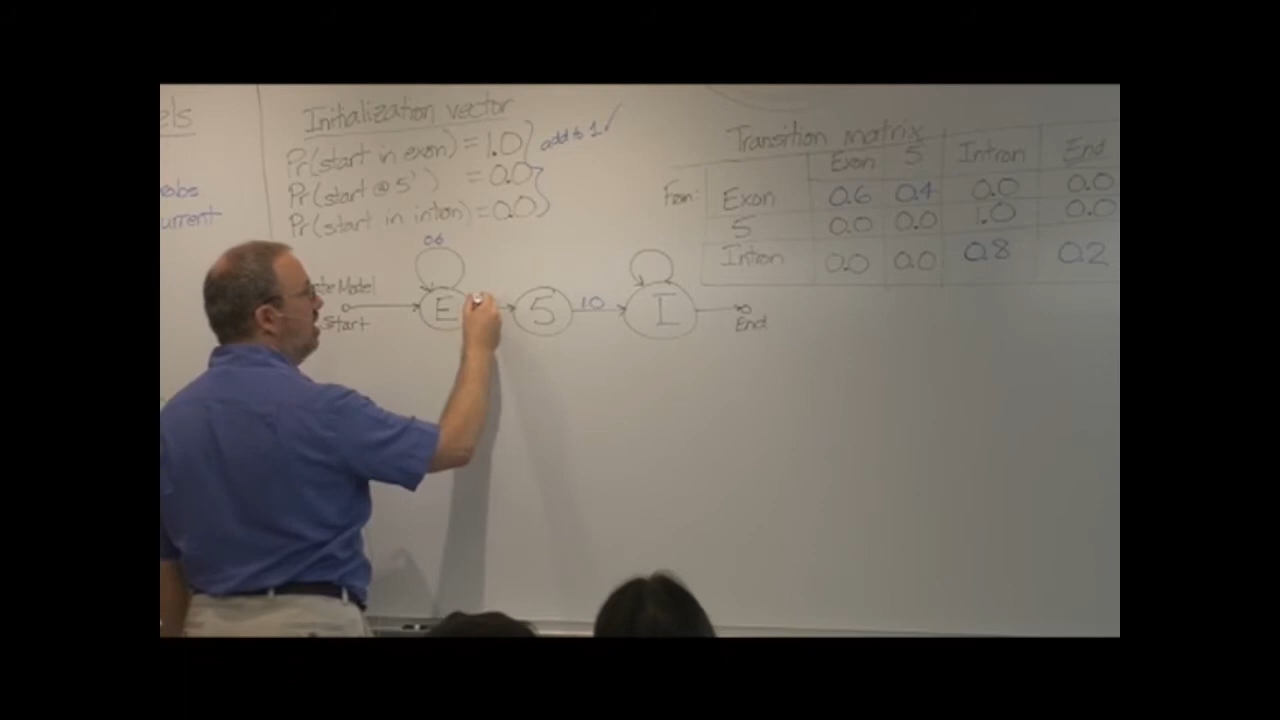 Initialization vector
Pr(start in exon) = 1.0
Pr(start @ 5') = 0.0
Pr(start in intron) = 0.0
add to 1 ✓
urrent
Transition matrix
Exon 5 Intron End
From: Exon 0.6 0.4 0.0 0.0
5 0.0 0.0 1.0 0.0
Intron 0.0 0.0 0.8 0.2
0.6
Model
Start E 5 1.0 I End